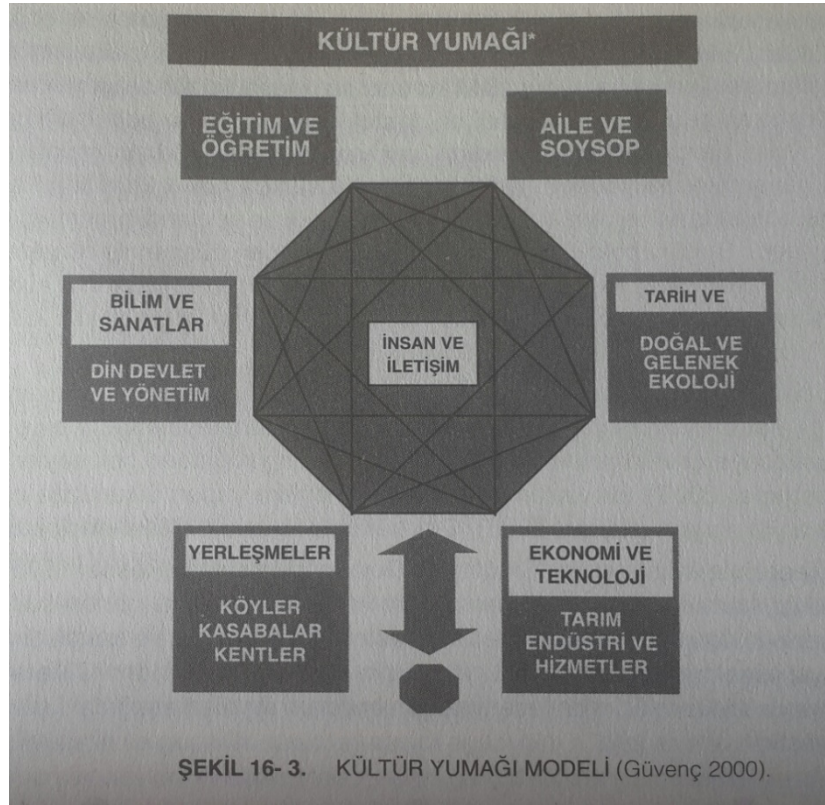 KÜLTÜR YUMAĞI*
EĞİTİM VE
ÖĞRETİM
AİLE VE
SOYSOP
BİLİM VE
SANATLAR
DİN DEVLET
VE YÖNETİM
İNSAN VE
İLETİŞİM
TARİH VE
DOĞAL VE
GELENEK
EKOLOJİ
YERLEŞMELER
KÖYLER
KASABALAR
KENTLER
EKONOMİ VE
TEKNOLOJİ
TARIM
ENDÜSTRİ VE
HİZMETLER
ŞEKİL 16- 3. KÜLTÜR YUMAĞI MODELİ (Güvenç 2000).